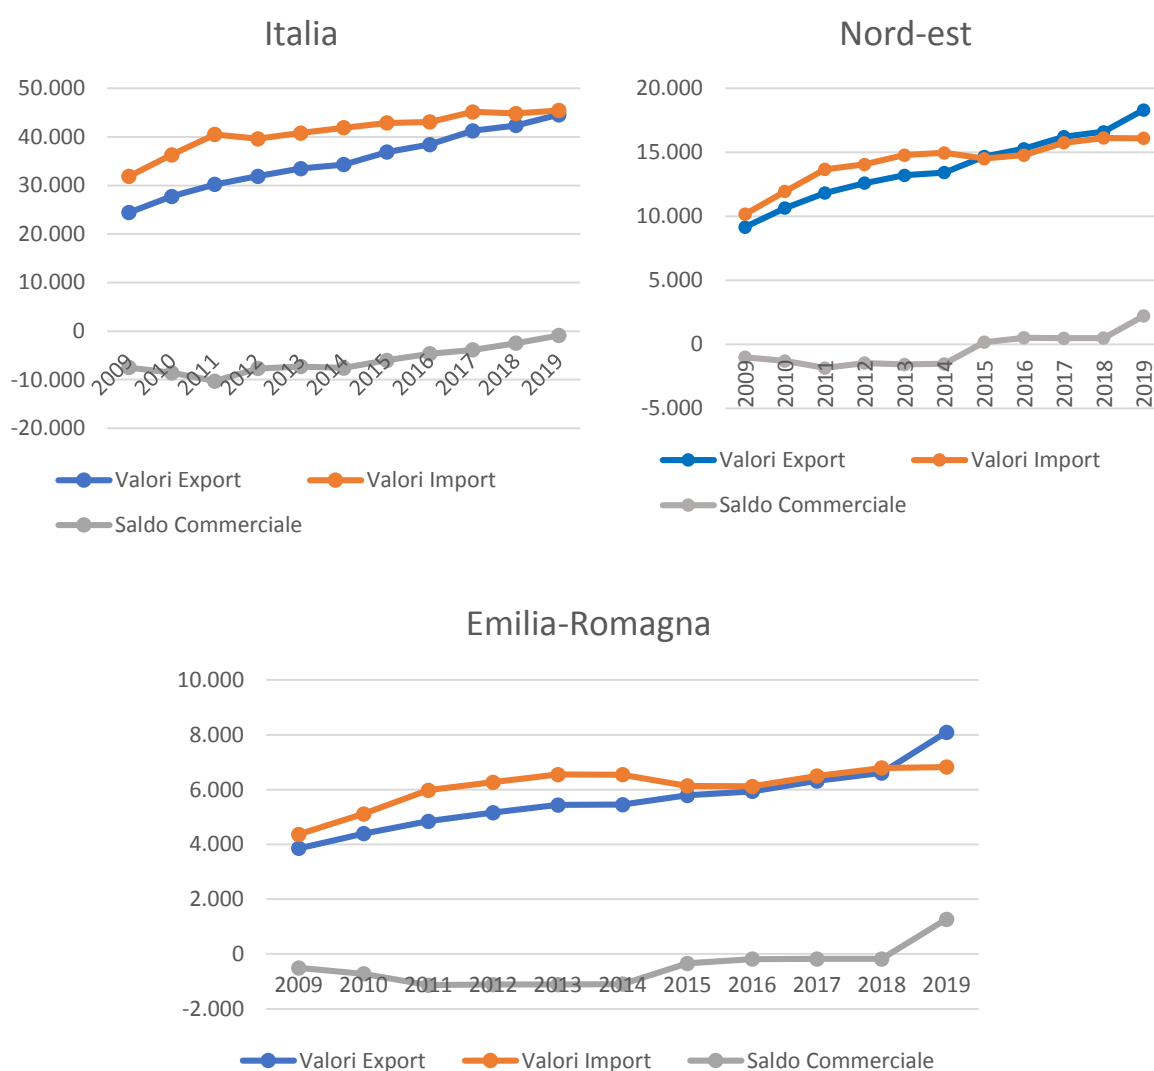 Italia
50.000
40.000
30.000
20.000
10.000
0
-10.000
-20.000
2009 2010 2011 2012 2013 2014 2015 2016 2017 2018 2019
Valori Export Valori Import
Saldo Commerciale
Nord-est
20.000
15.000
10.000
5.000
0
-5.000
2009 2010 2011 2012 2013 2014 2015 2016 2017 2018 2019
Valori Export Valori Import
Saldo Commerciale
Emilia-Romagna
10.000
8.000
6.000
4.000
2.000
0
-2.000
2009 2010 2011 2012 2013 2014 2015 2016 2017 2018 2019
Valori Export Valori Import Saldo Commerciale